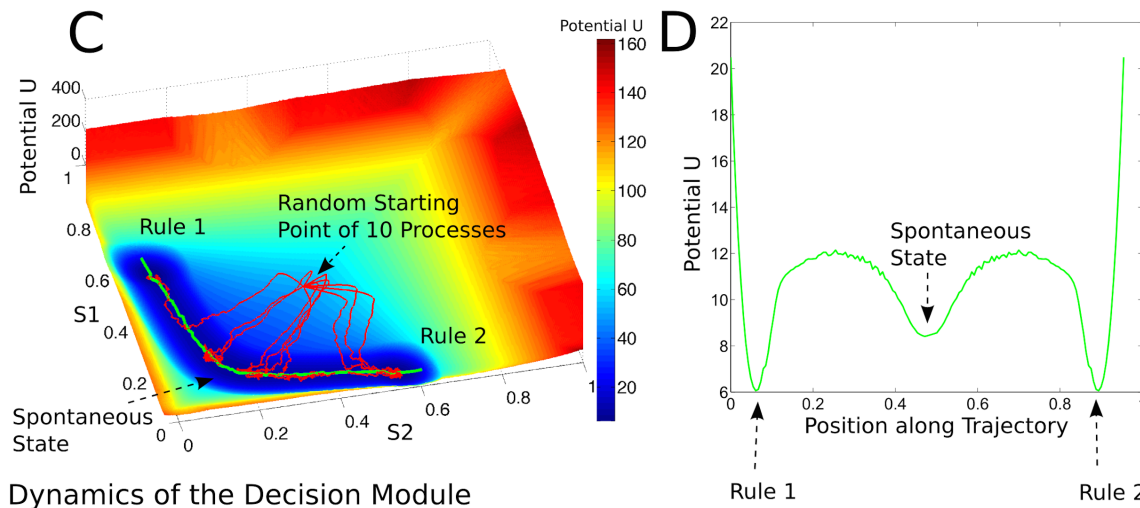 C
Potential U
160
140
120
100
80
60
40
20
Potential U
400
200
0
1
0.8
0.6
0.4
0.2
0
S1
0
0.2
0.4
0.6
0.8
1
S2
Rule 1
Random Starting
Point of 10 Processes
Rule 2
Spontaneous
State
Dynamics of the Decision Module
D
Potential U
22
20
18
16
14
12
10
8
6
0
0.2
0.4
0.6
0.8
1
Spontaneous
State
Position along Trajectory
Rule 1
Rule 2